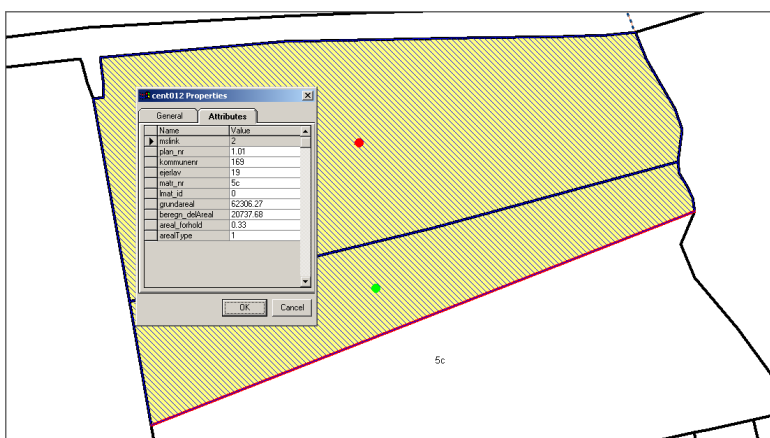 cent012 Properties
General Attributes
Name Value
mslink 2
plan_nr 1.01
kommunenr 169
ejerlav 19
matr_nr 5c
lmat_id 0
grundareal 62306.27
beregn_delAreal 20737.68
areal_forhold 0.33
arealType 1
OK Cancel
5c